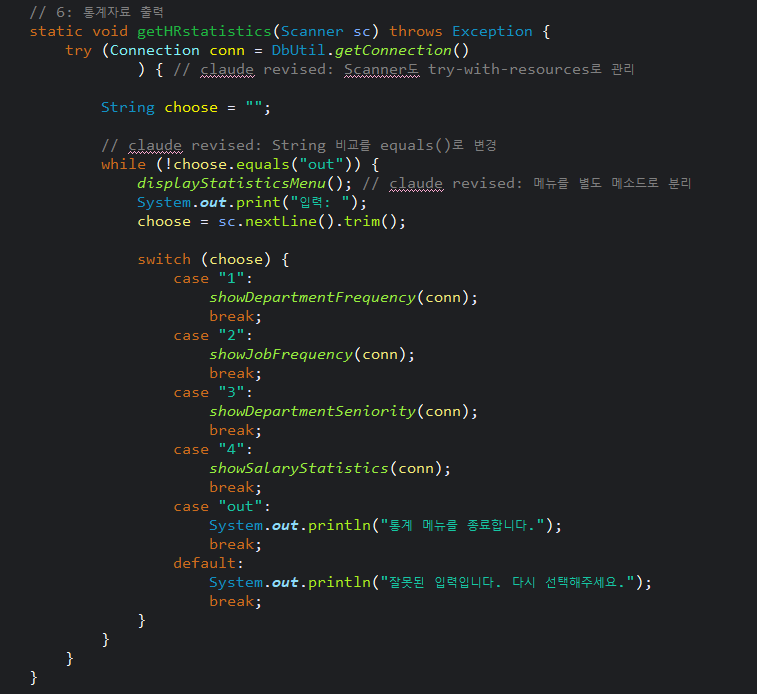 // 6: 통계자료 출력
static void getHRstatistics(Scanner sc) throws Exception {
try (Connection conn = DbUtil.getConnection()
) { // claude revised: Scanner도 try-with-resources로 관리
String choose = "";
// claude revised: String 비교를 equals()로 변경
while (!choose.equals("out")) {
displayStatisticsMenu(); // claude revised: 메뉴를 별도 메소드로 분리
System.out.print("입력: ");
choose = sc.nextLine().trim();
switch (choose) {
case "1":
showDepartmentFrequency(conn);
break;
case "2":
showJobFrequency(conn);
break;
case "3":
showDepartmentSeniority(conn);
break;
case "4":
showSalaryStatistics(conn);
break;
case "out":
System.out.println("통계 메뉴를 종료합니다.");
break;
default:
System.out.println("잘못된 입력입니다. 다시 선택해주세요.");
break;
}
}
}
}